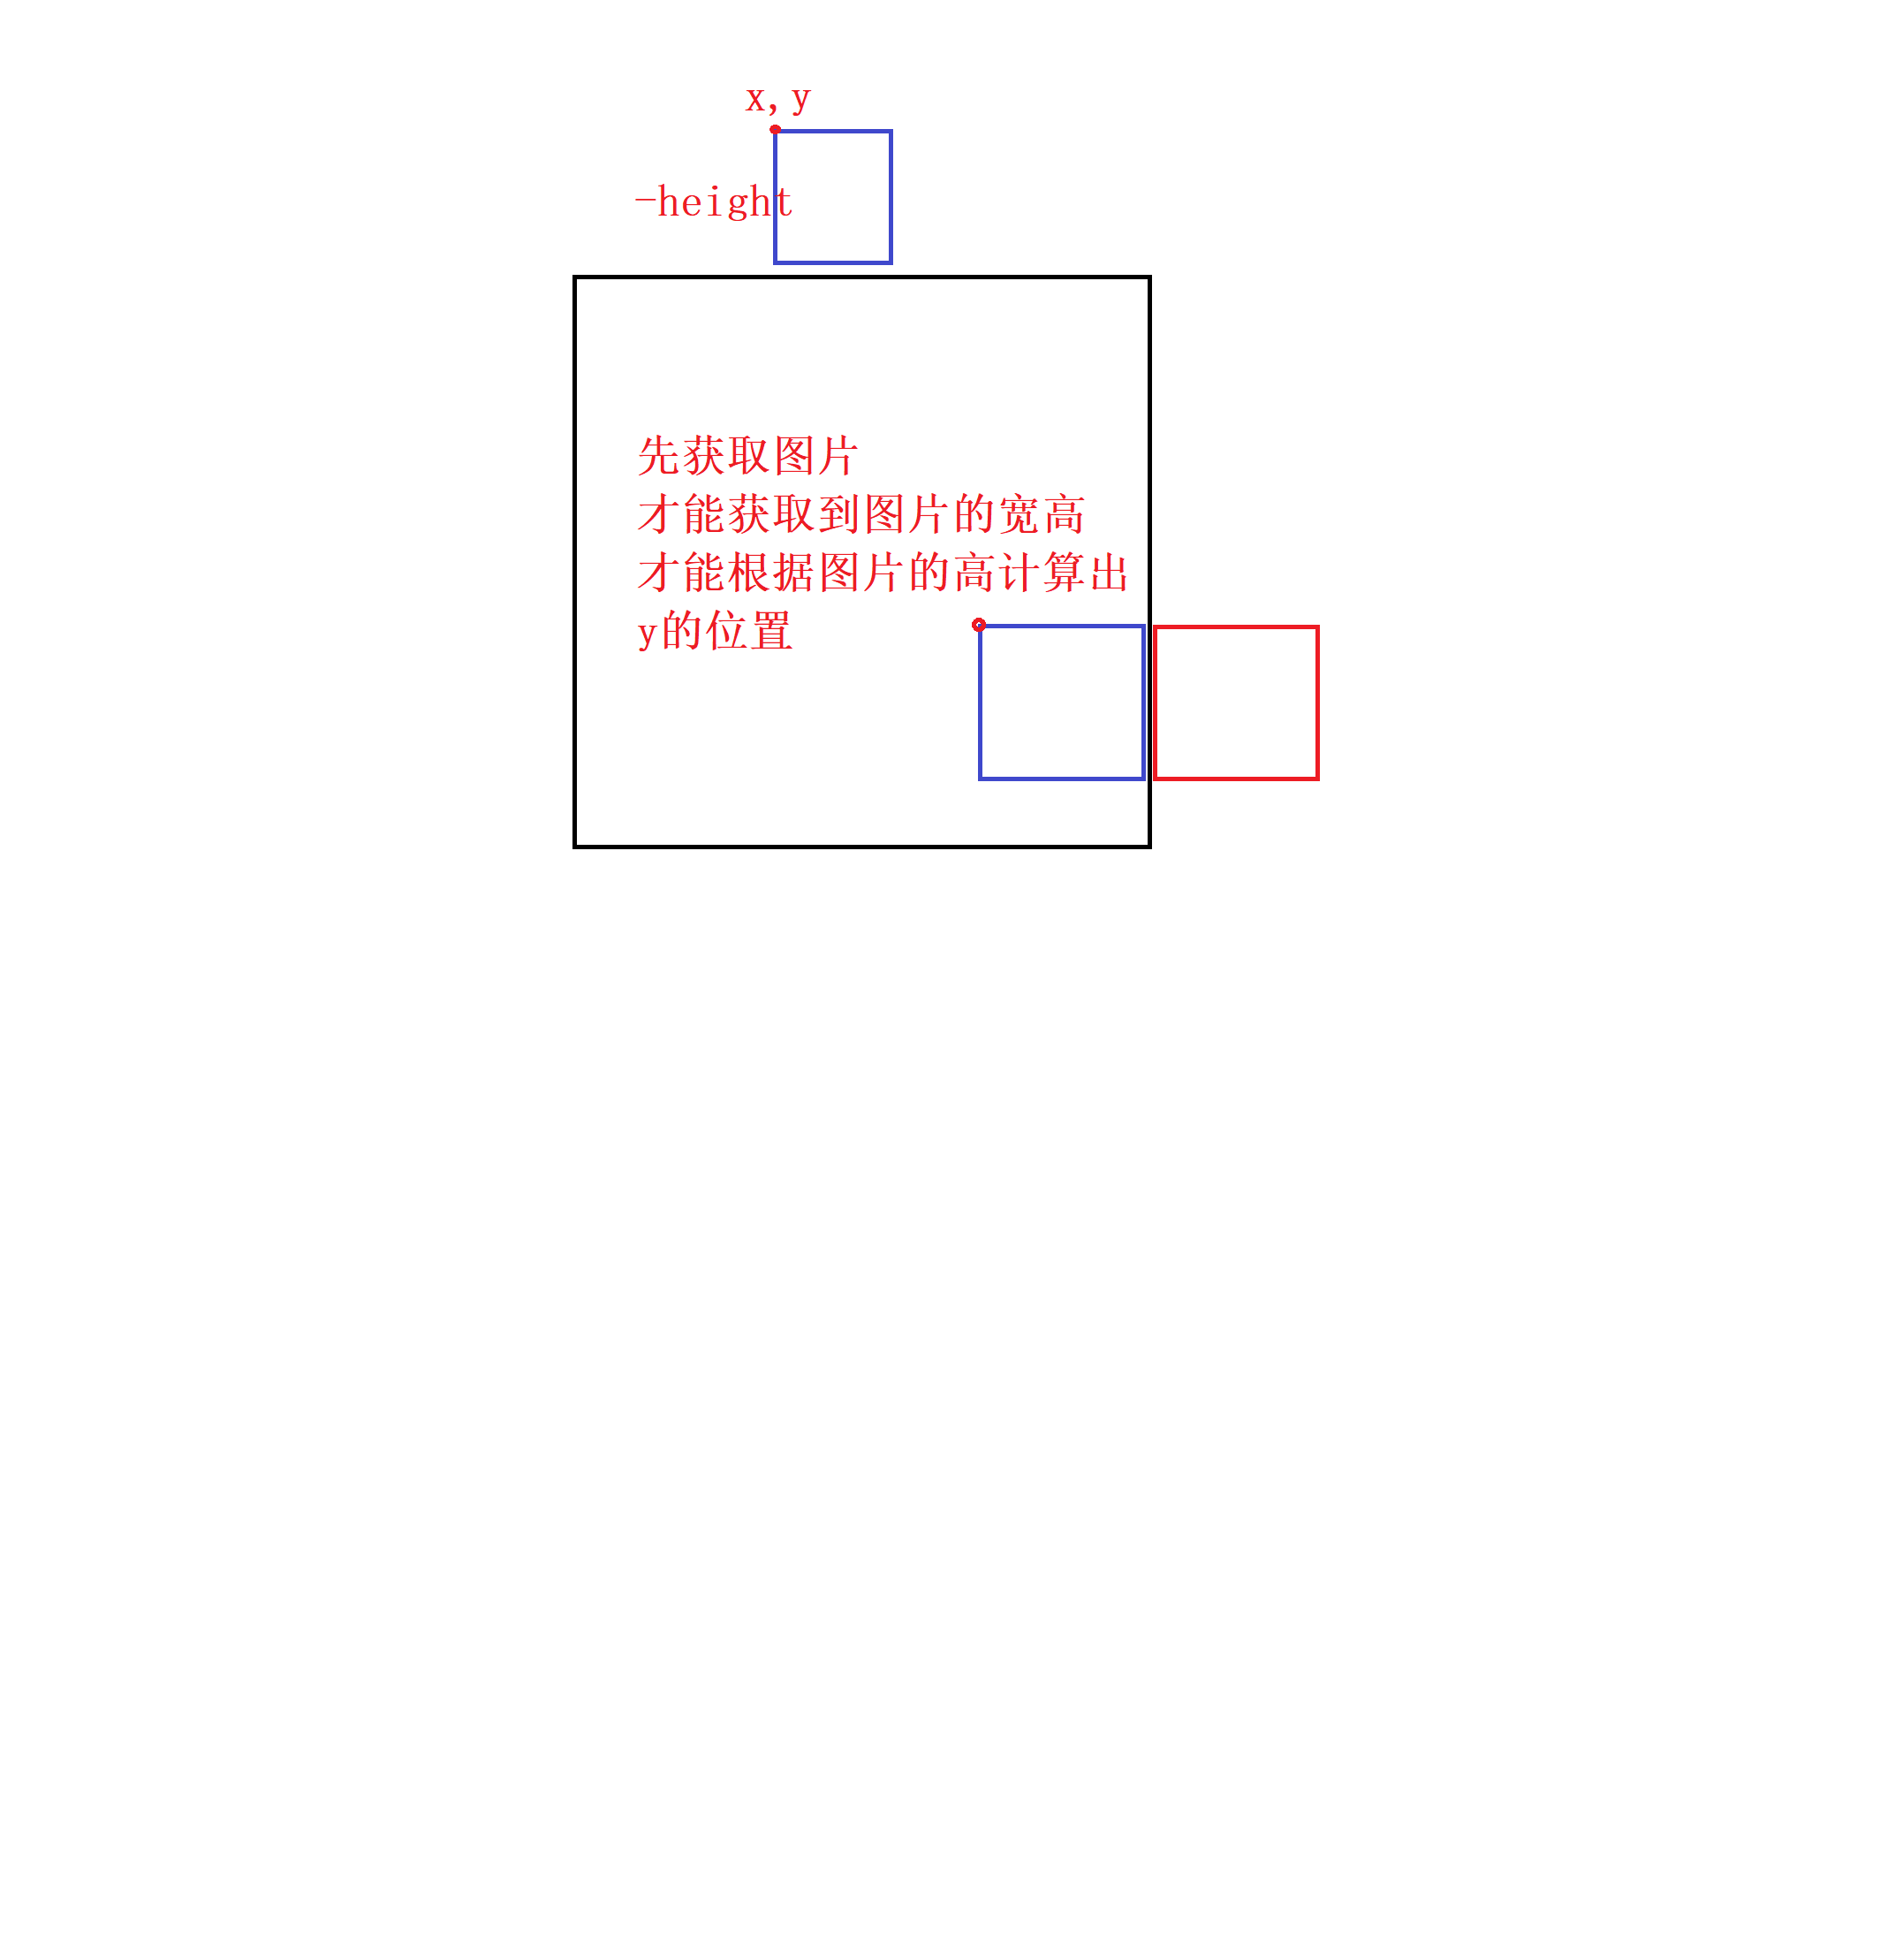 x,y
-height
先获取图片
才能获取到图片的宽高
才能根据图片的高计算出
y的位置